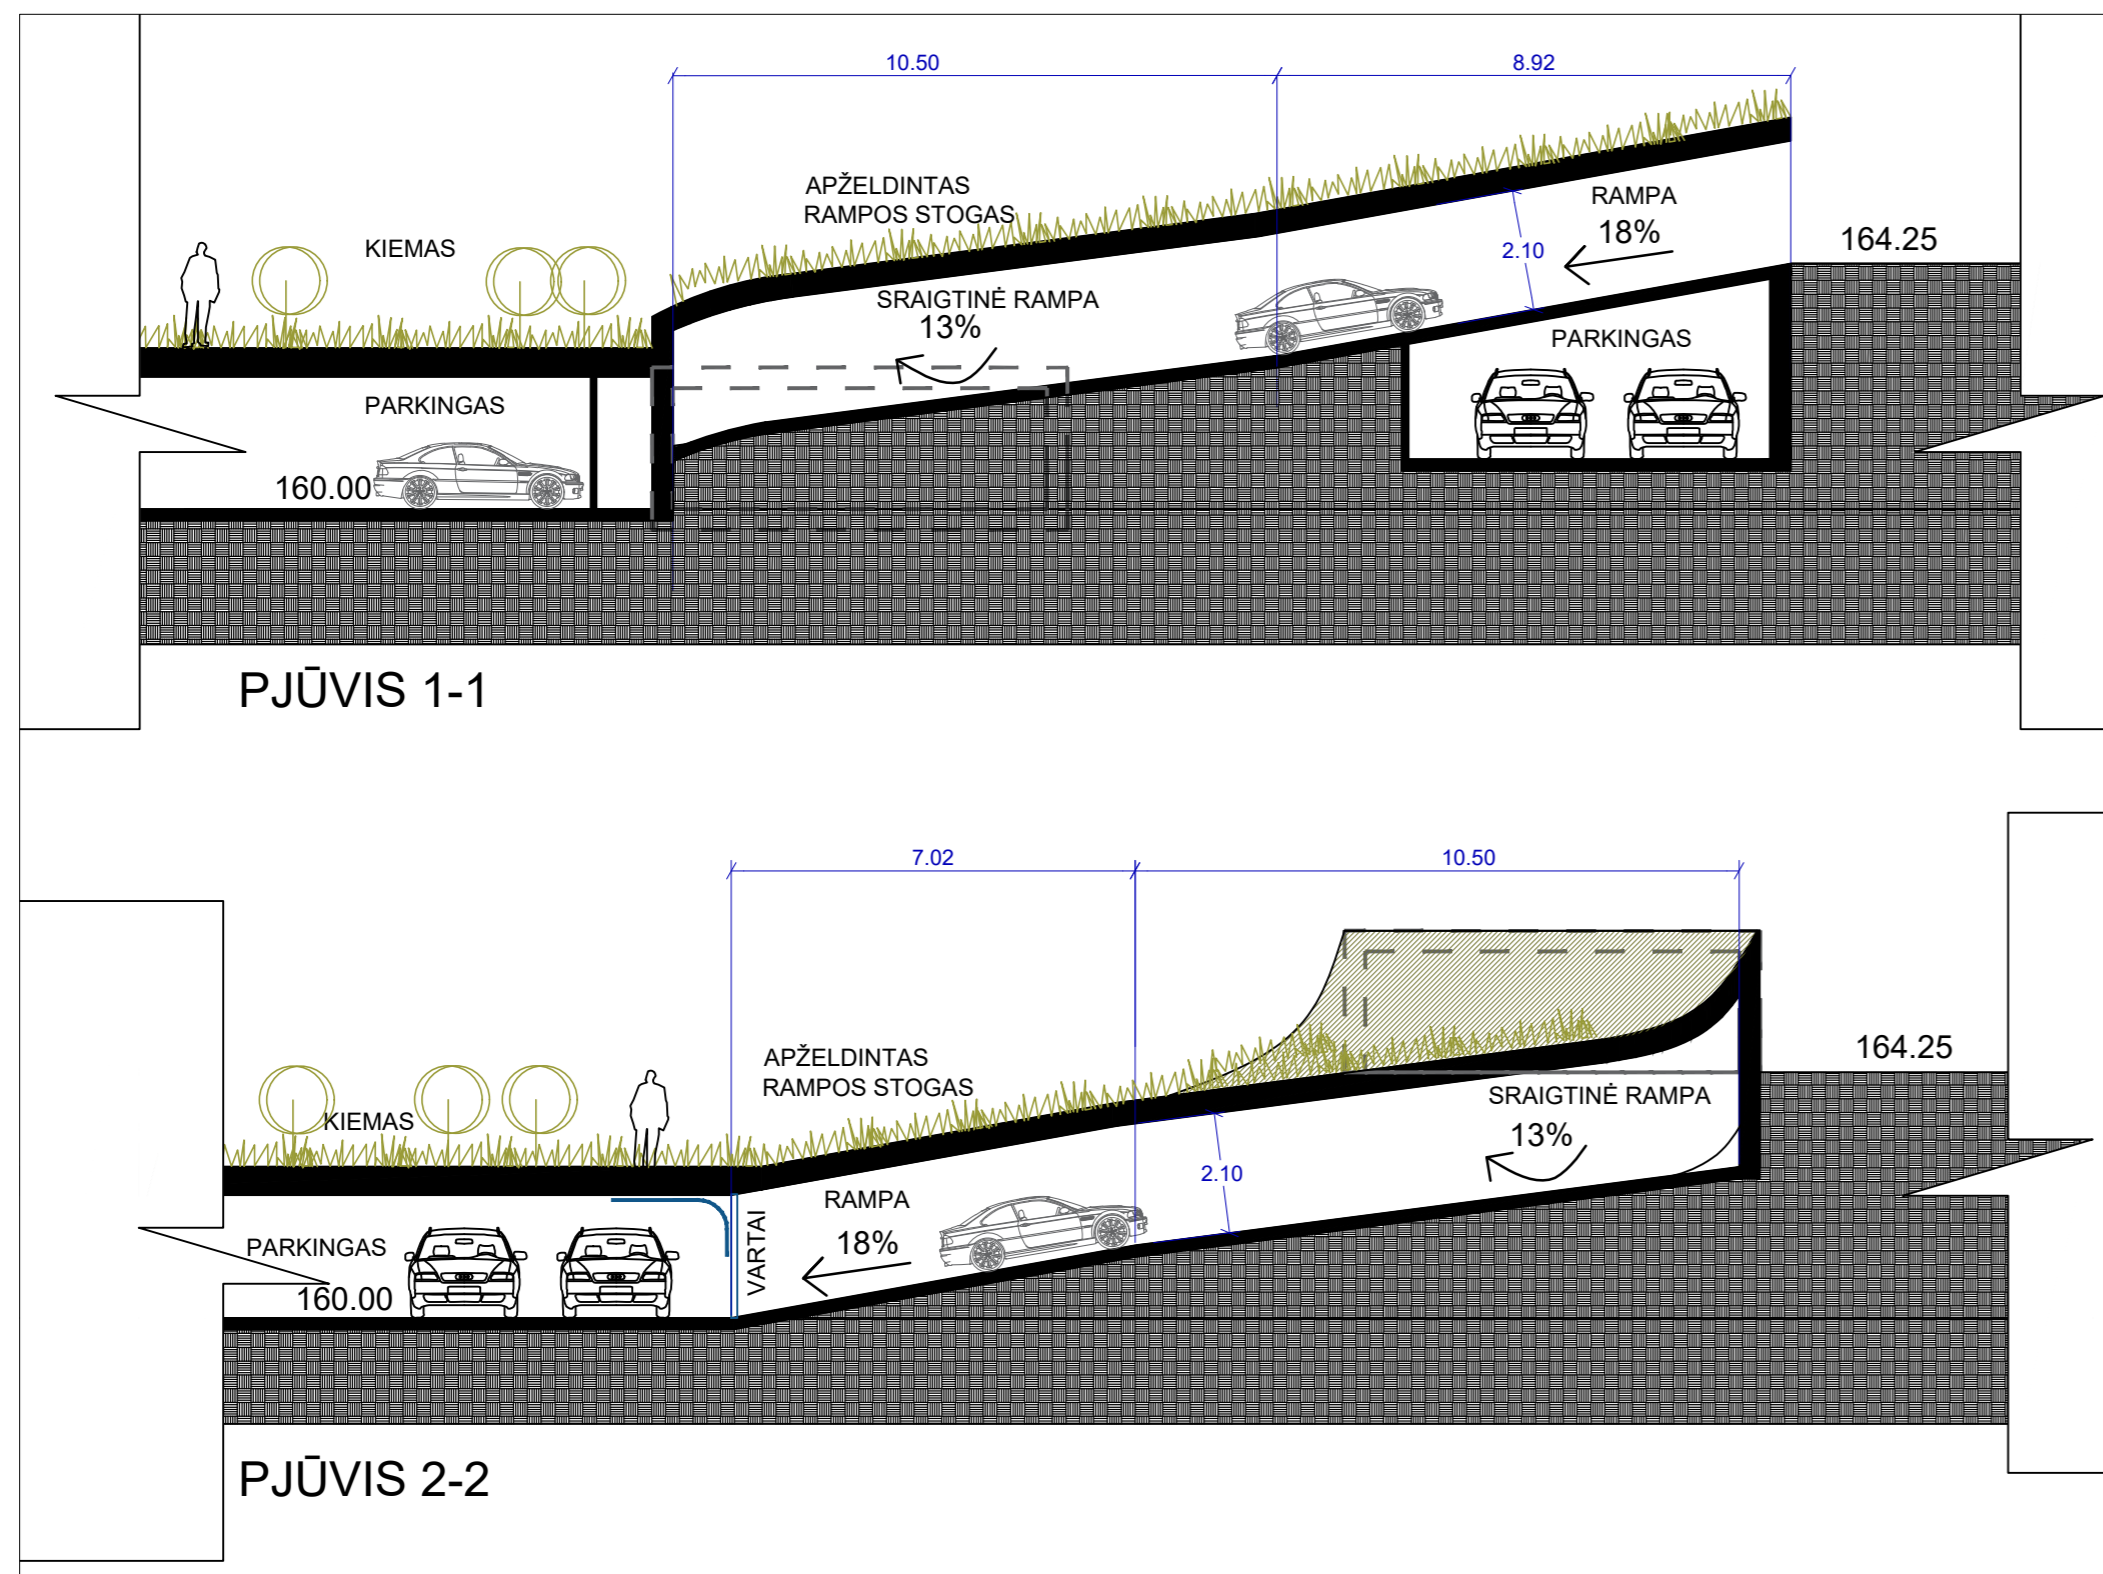 10.50
8.92
APŽELDINTAS
RAMPOS STOGAS
RAMPA
18%
2.10
164.25
KIEMAS
SRAIGTINĖ RAMPA
13%
PARKINGAS
PARKINGAS
160.00
PJŪVIS 1-1
7.02
10.50
APŽELDINTAS
RAMPOS STOGAS
164.25
KIEMAS
SRAIGTINĖ RAMPA
13%
2.10
RAMPA
18%
VARTAI
PARKINGAS
160.00
PJŪVIS 2-2